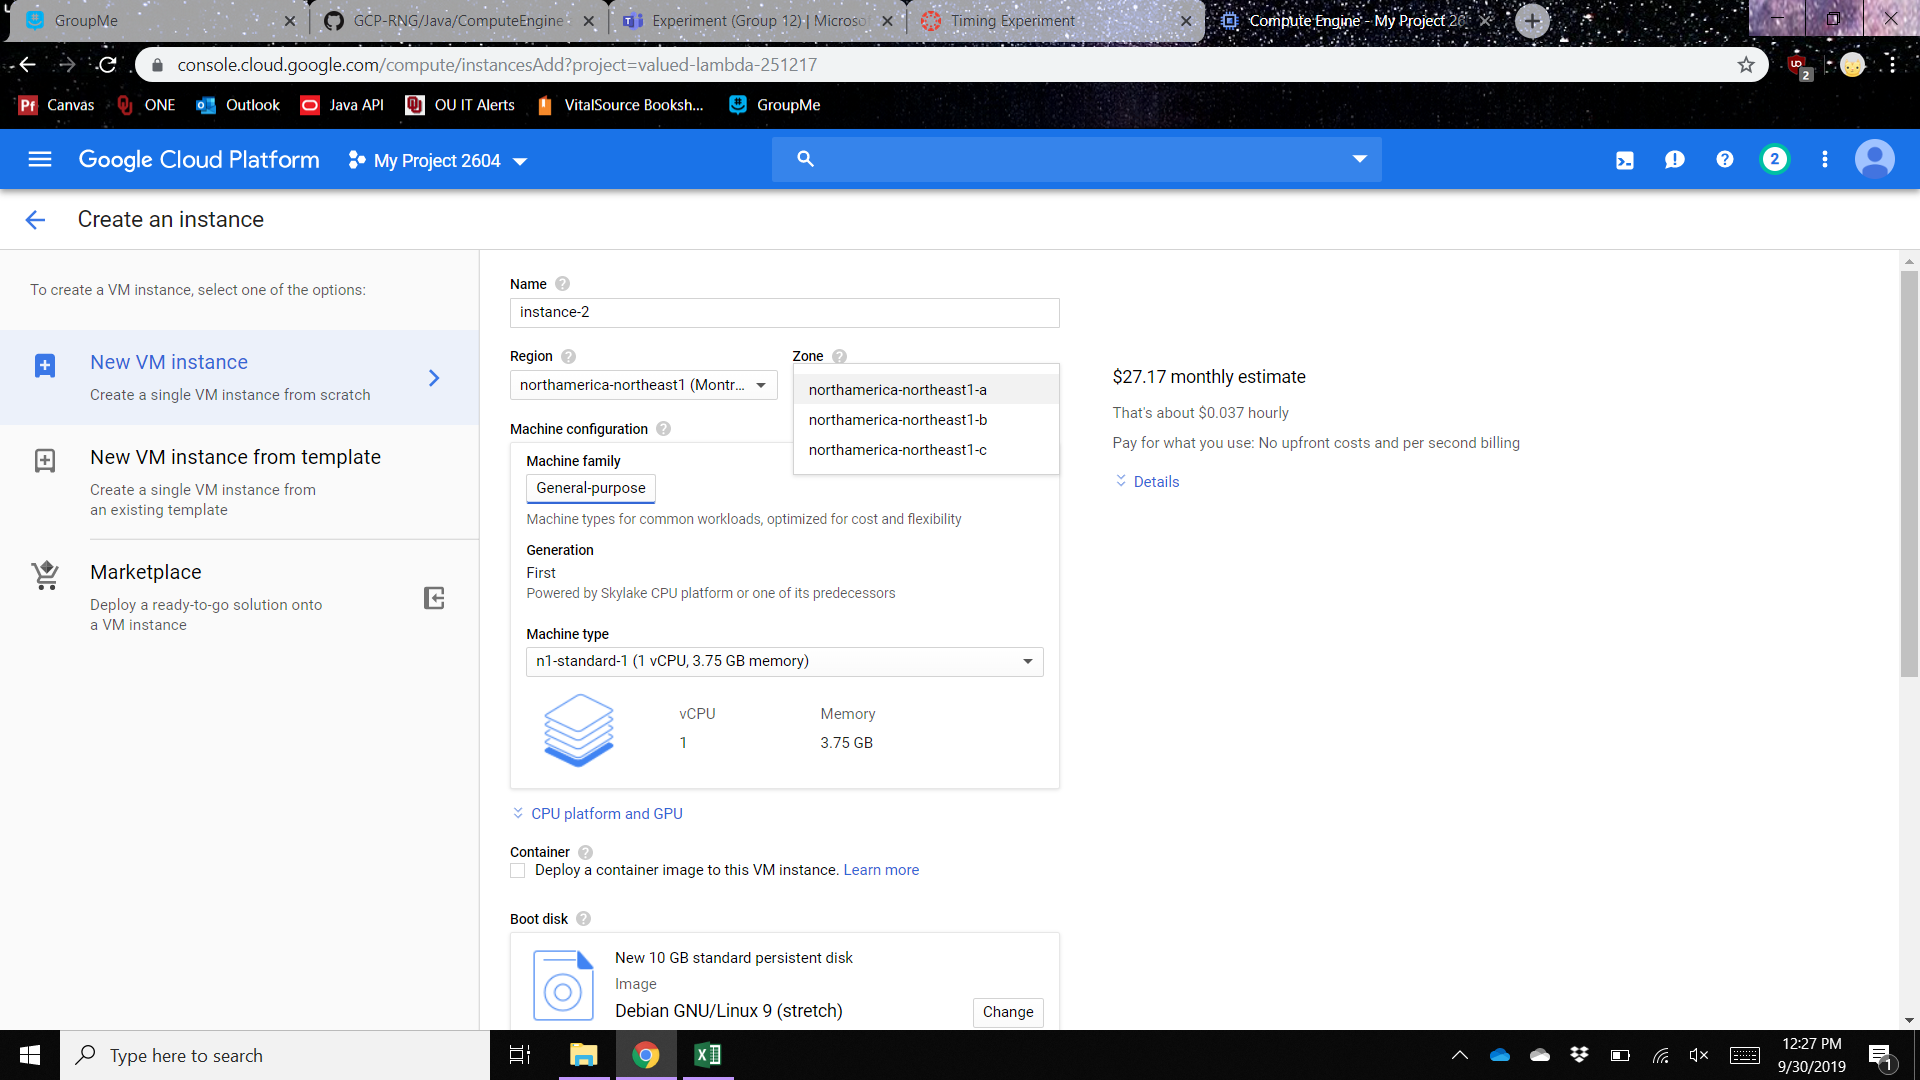 GroupMe
GCP-RNG/Java/ComputeEngine
Experiment (Group 12) | Microsof
Timing Experiment
Compute Engine - My Project 26
console.cloud.google.com/compute/instancesAdd?project=valued-lambda-251217
2
Canvas
ONE
Outlook
Java API
OU IT Alerts
VitalSource Booksh...
GroupMe
Google Cloud Platform
My Project 2604
2
Create an instance
To create a VM instance, select one of the options:
New VM instance
Create a single VM instance from scratch
New VM instance from template
Create a single VM instance from
an existing template
Marketplace
Deploy a ready-to-go solution onto
a VM instance
Name
instance-2
Region
Zone
northamerica-northeast1 (Montr...
northamerica-northeast1-a
northamerica-northeast1-b
northamerica-northeast1-c
Machine configuration
Machine family
General-purpose
Machine types for common workloads, optimized for cost and flexibility
Generation
First
Powered by Skylake CPU platform or one of its predecessors
Machine type
n1-standard-1 (1 vCPU, 3.75 GB memory)
vCPU
Memory
1
3.75 GB
CPU platform and GPU
Container
Deploy a container image to this VM instance. Learn more
Boot disk
New 10 GB standard persistent disk
Image
Debian GNU/Linux 9 (stretch)
Change
$27.17 monthly estimate
That's about $0.037 hourly
Pay for what you use: No upfront costs and per second billing
Details
Type here to search
12:27 PM
9/30/2019
1